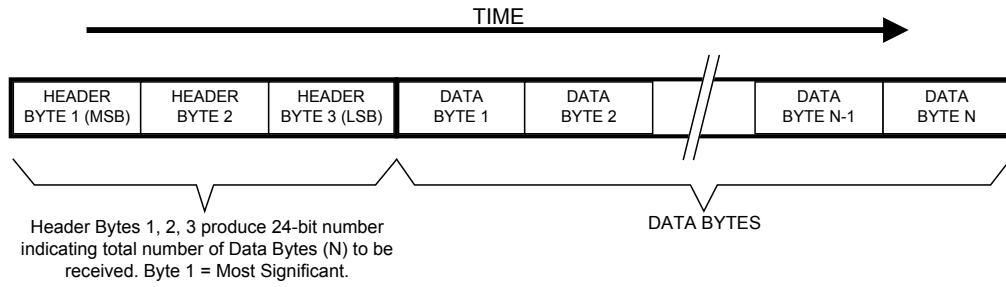 TIME
HEADER
BYTE 1 (MSB)
HEADER
BYTE 2
HEADER
BYTE 3 (LSB)
DATA
BYTE 1
DATA
BYTE 2
DATA
BYTE N-1
DATA
BYTE N
Header Bytes 1, 2, 3 produce 24-bit number
indicating total number of Data Bytes (N) to be
received. Byte 1 = Most Significant.
DATA BYTES